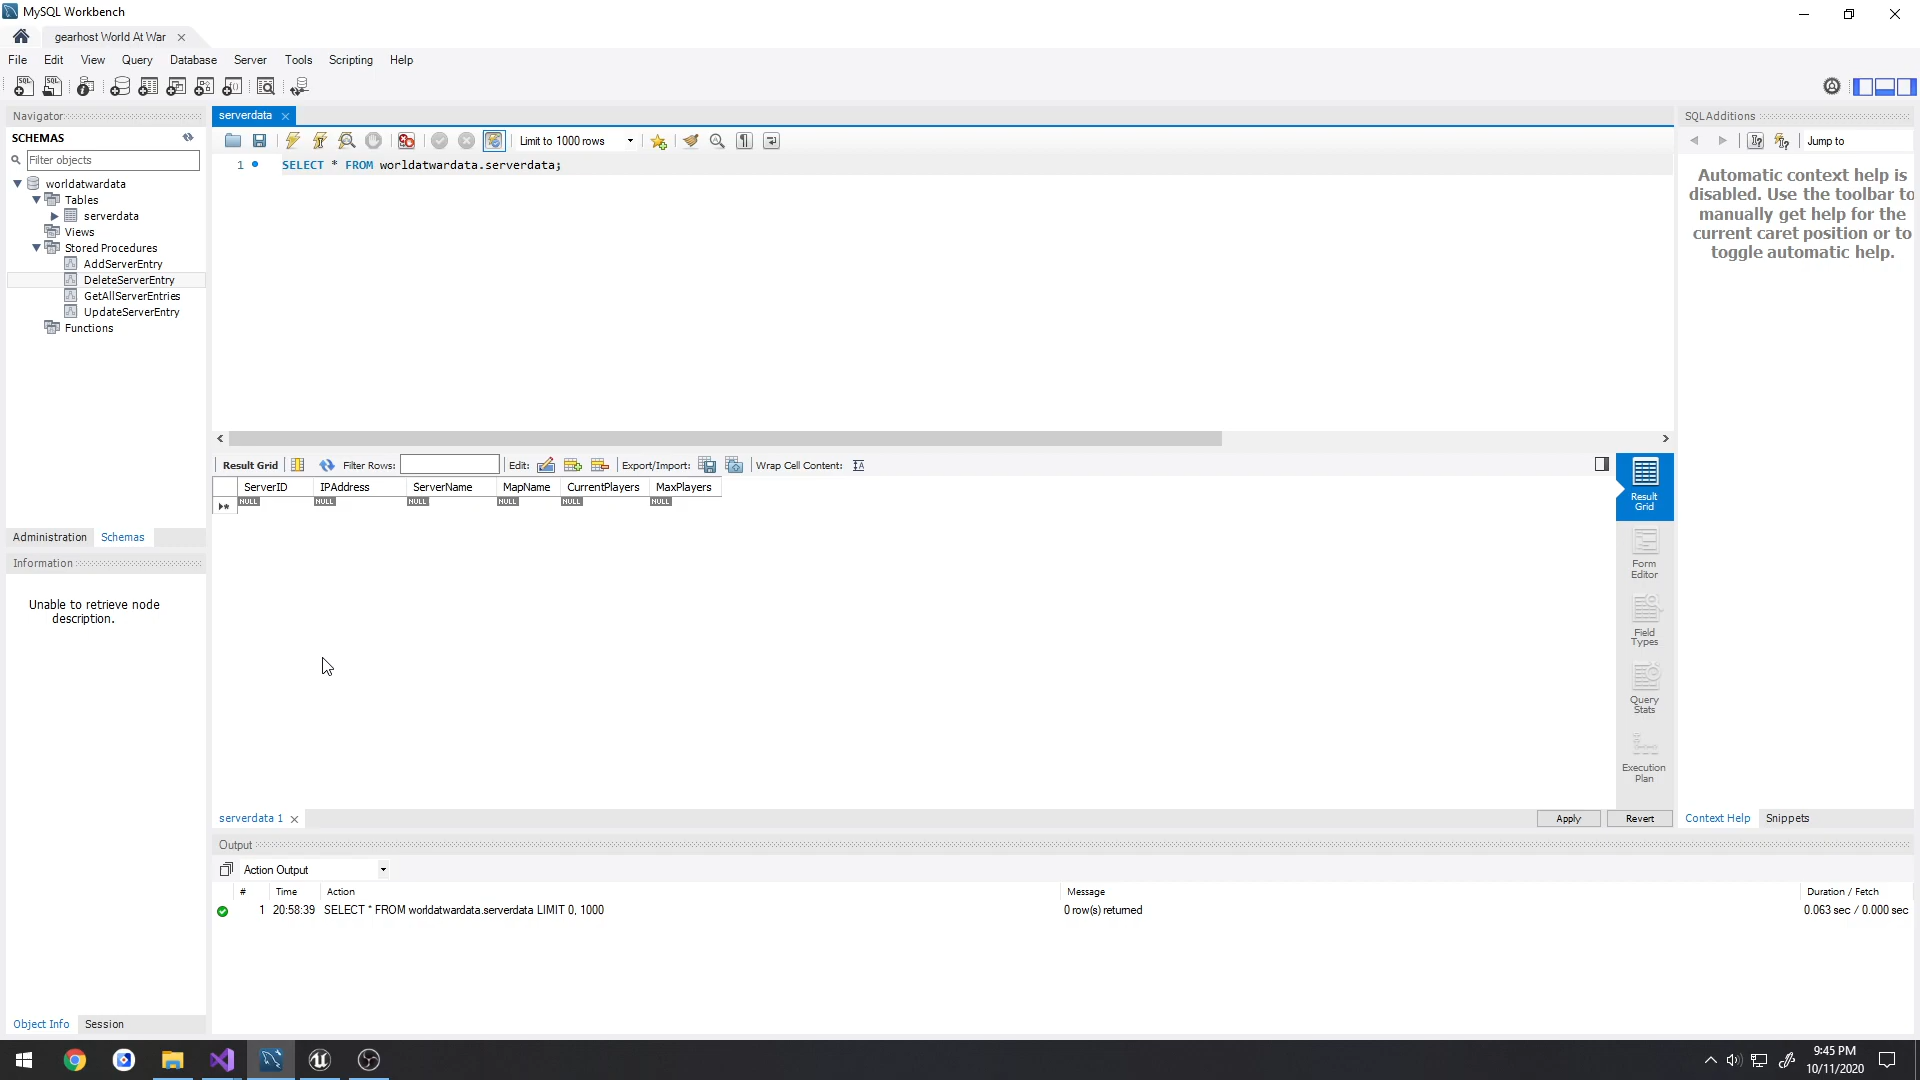 MySQL Workbench
gearhost World At War
File Edit View Query Database Server Tools Scripting Help
Navigator
SCHEMAS
Filter objects
worldatwardata
Tables
serverdata
Views
Stored Procedures
AddServerEntry
DeleteServerEntry
GetAllServerEntries
UpdateServerEntry
Functions
Administration Schemas
Information
Unable to retrieve node
description.
Object Info Session
serverdata
Limit to 1000 rows
1 SELECT * FROM worldatwardata.serverdata;
Result Grid Filter Rows: Edit: Export/Import: Wrap Cell Content:
ServerID IPAddress ServerName MapName CurrentPlayers MaxPlayers
NULL NULL NULL NULL NULL NULL
Result
Grid
Form
Editor
Field
Types
Query
Stats
Execution
Plan
serverdata 1 Apply Revert
Output
Action Output
# Time Action Message Duration / Fetch
1 20:58:39 SELECT * FROM worldatwardata.serverdata LIMIT 0, 1000 0 row(s) returned 0.063 sec / 0.000 sec
SQLAdditions
Jump to
Automatic context help is
disabled. Use the toolbar to
manually get help for the
current caret position or to
toggle automatic help.
Context Help Snippets
9:45 PM
10/11/2020